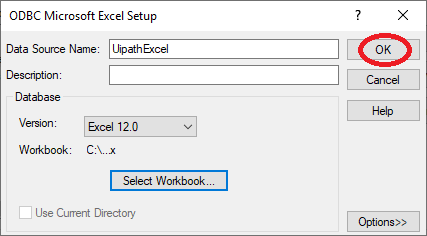 ODBC Microsoft Excel Setup
?
Data Source Name: UipathExcel
OK
Description:
Cancel
Database
Help
Version: Excel 12.0
Workbook: C:\...x
Select Workbook...
Use Current Directory
Options>>